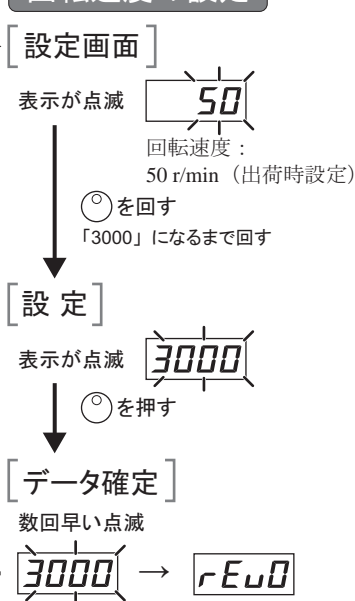 回転速度の設定
[設定画面]
表示が点滅
50
回転速度：
50 r/min（出荷時設定）
を回す
「3000」になるまで回す
[設 定]
表示が点滅
3000
を押す
[データ確定]
数回早い点滅
3000 → rEu0